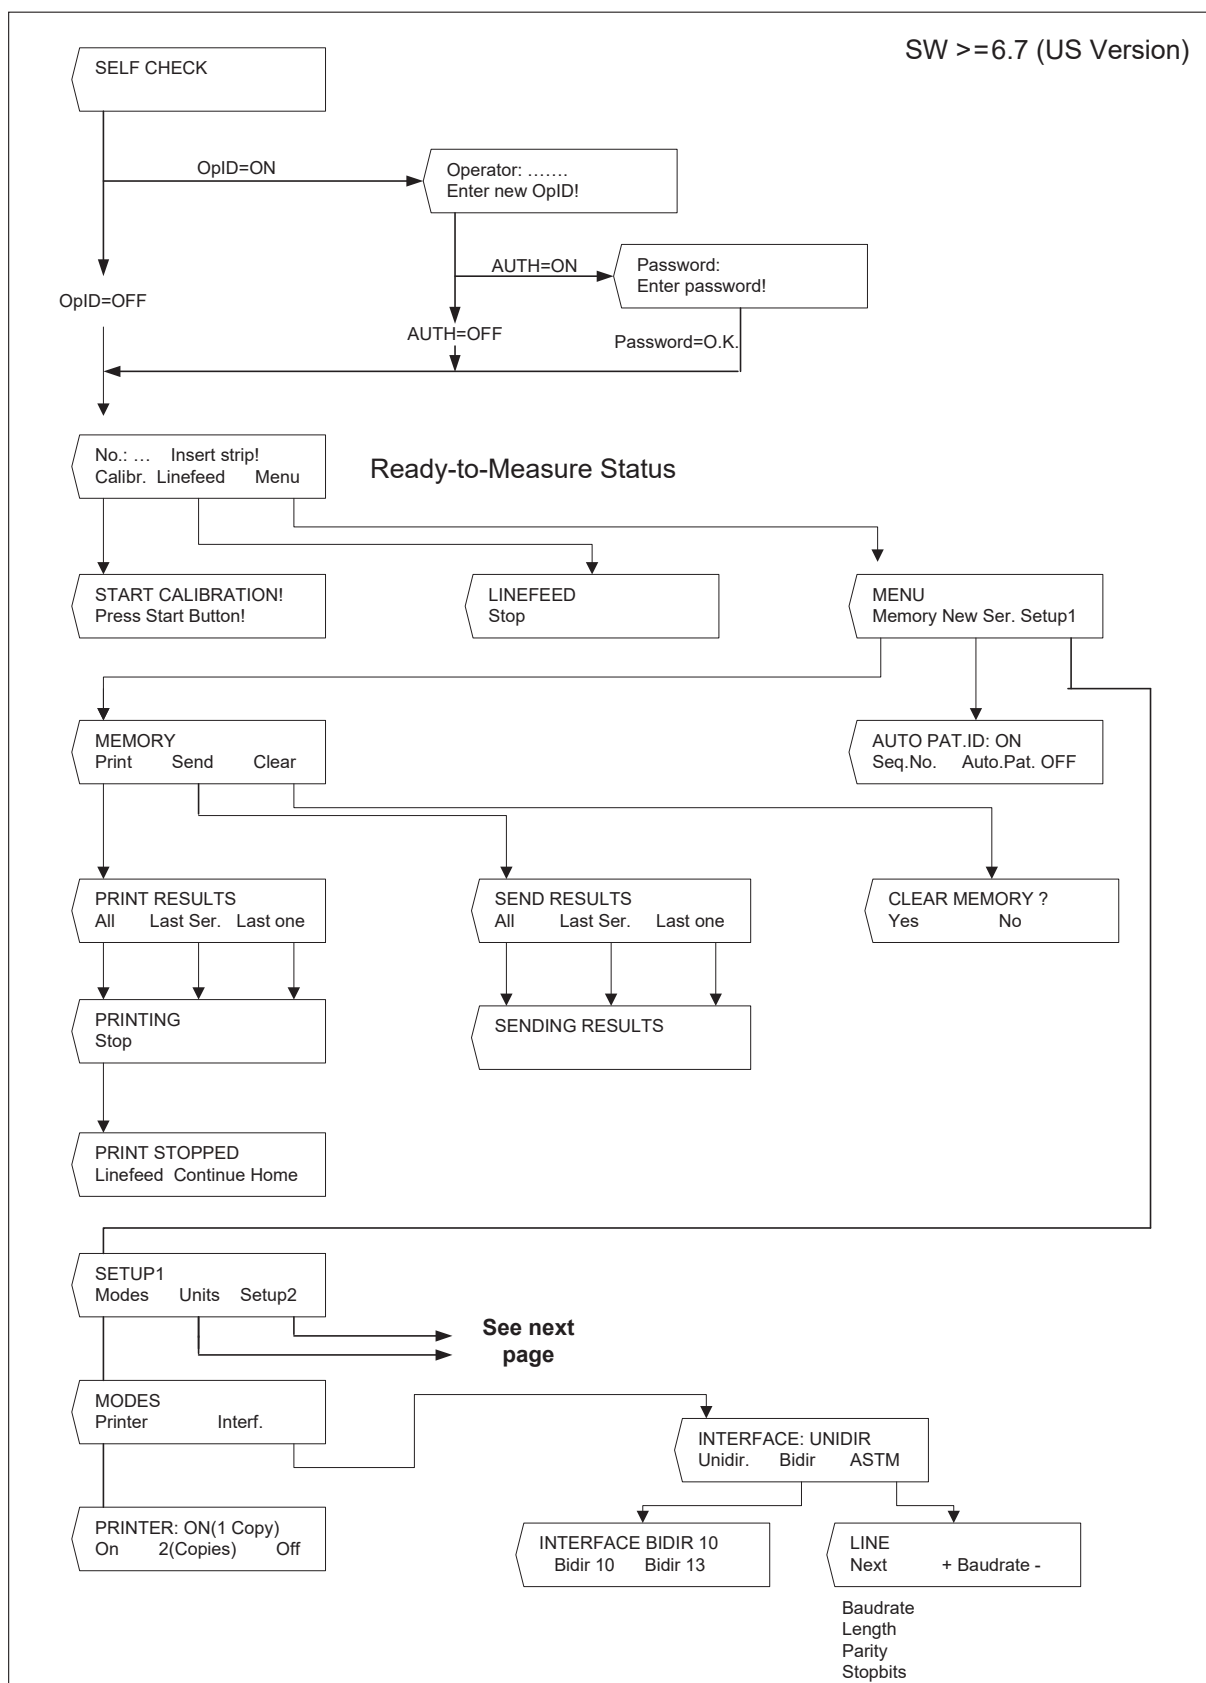 SW >=6.7 (US Version)
SELF CHECK
OpID=ON
Operator: .......
Enter new OpID!
AUTH=ON
Password:
Enter password!
OpID=OFF
AUTH=OFF
Password=O.K.
No.: ... Insert strip!
Calibr. Linefeed Menu
Ready-to-Measure Status
START CALIBRATION!
Press Start Button!
LINEFEED
Stop
MENU
Memory New Ser. Setup1
MEMORY
Print Send Clear
AUTO PAT.ID: ON
Seq.No. Auto.Pat. OFF
PRINT RESULTS
All Last Ser. Last one
SEND RESULTS
All Last Ser. Last one
CLEAR MEMORY ?
Yes No
PRINTING
Stop
SENDING RESULTS
PRINT STOPPED
Linefeed Continue Home
SETUP1
Modes Units Setup2
See next
page
MODES
Printer Interf.
INTERFACE: UNIDIR
Unidir. Bidir ASTM
PRINTER: ON(1 Copy)
On 2(Copies) Off
INTERFACE BIDIR 10
Bidir 10 Bidir 13
LINE
Next + Baudrate -
Baudrate
Length
Parity
Stopbits